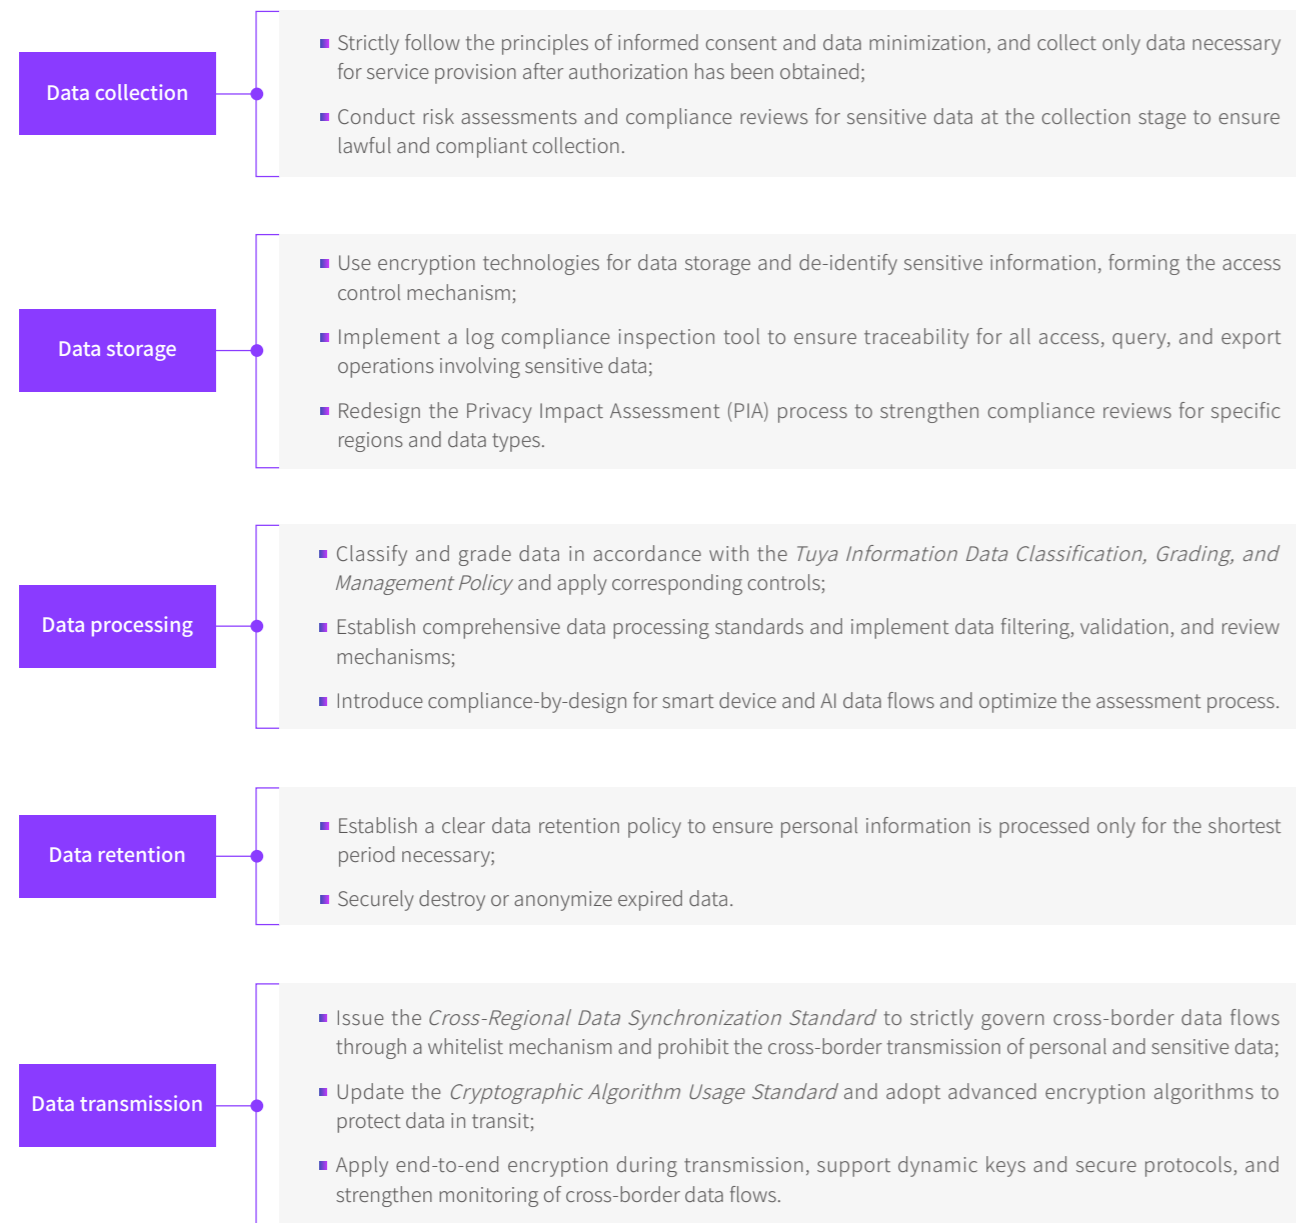 Data collection
Strictly follow the principles of informed consent and data minimization, and collect only data necessary
for service provision after authorization has been obtained;
Conduct risk assessments and compliance reviews for sensitive data at the collection stage to ensure
lawful and compliant collection.
Data storage
Use encryption technologies for data storage and de-identify sensitive information, forming the access
control mechanism;
Implement a log compliance inspection tool to ensure traceability for all access, query, and export
operations involving sensitive data;
Redesign the Privacy Impact Assessment (PIA) process to strengthen compliance reviews for specific
regions and data types.
Data processing
Classify and grade data in accordance with the Tuya Information Data Classification, Grading, and
Management Policy and apply corresponding controls;
Establish comprehensive data processing standards and implement data filtering, validation, and review
mechanisms;
Introduce compliance-by-design for smart device and AI data flows and optimize the assessment process.
Data retention
Establish a clear data retention policy to ensure personal information is processed only for the shortest
period necessary;
Securely destroy or anonymize expired data.
Data transmission
Issue the Cross-Regional Data Synchronization Standard to strictly govern cross-border data flows
through a whitelist mechanism and prohibit the cross-border transmission of personal and sensitive data;
Update the Cryptographic Algorithm Usage Standard and adopt advanced encryption algorithms to
protect data in transit;
Apply end-to-end encryption during transmission, support dynamic keys and secure protocols, and
strengthen monitoring of cross-border data flows.